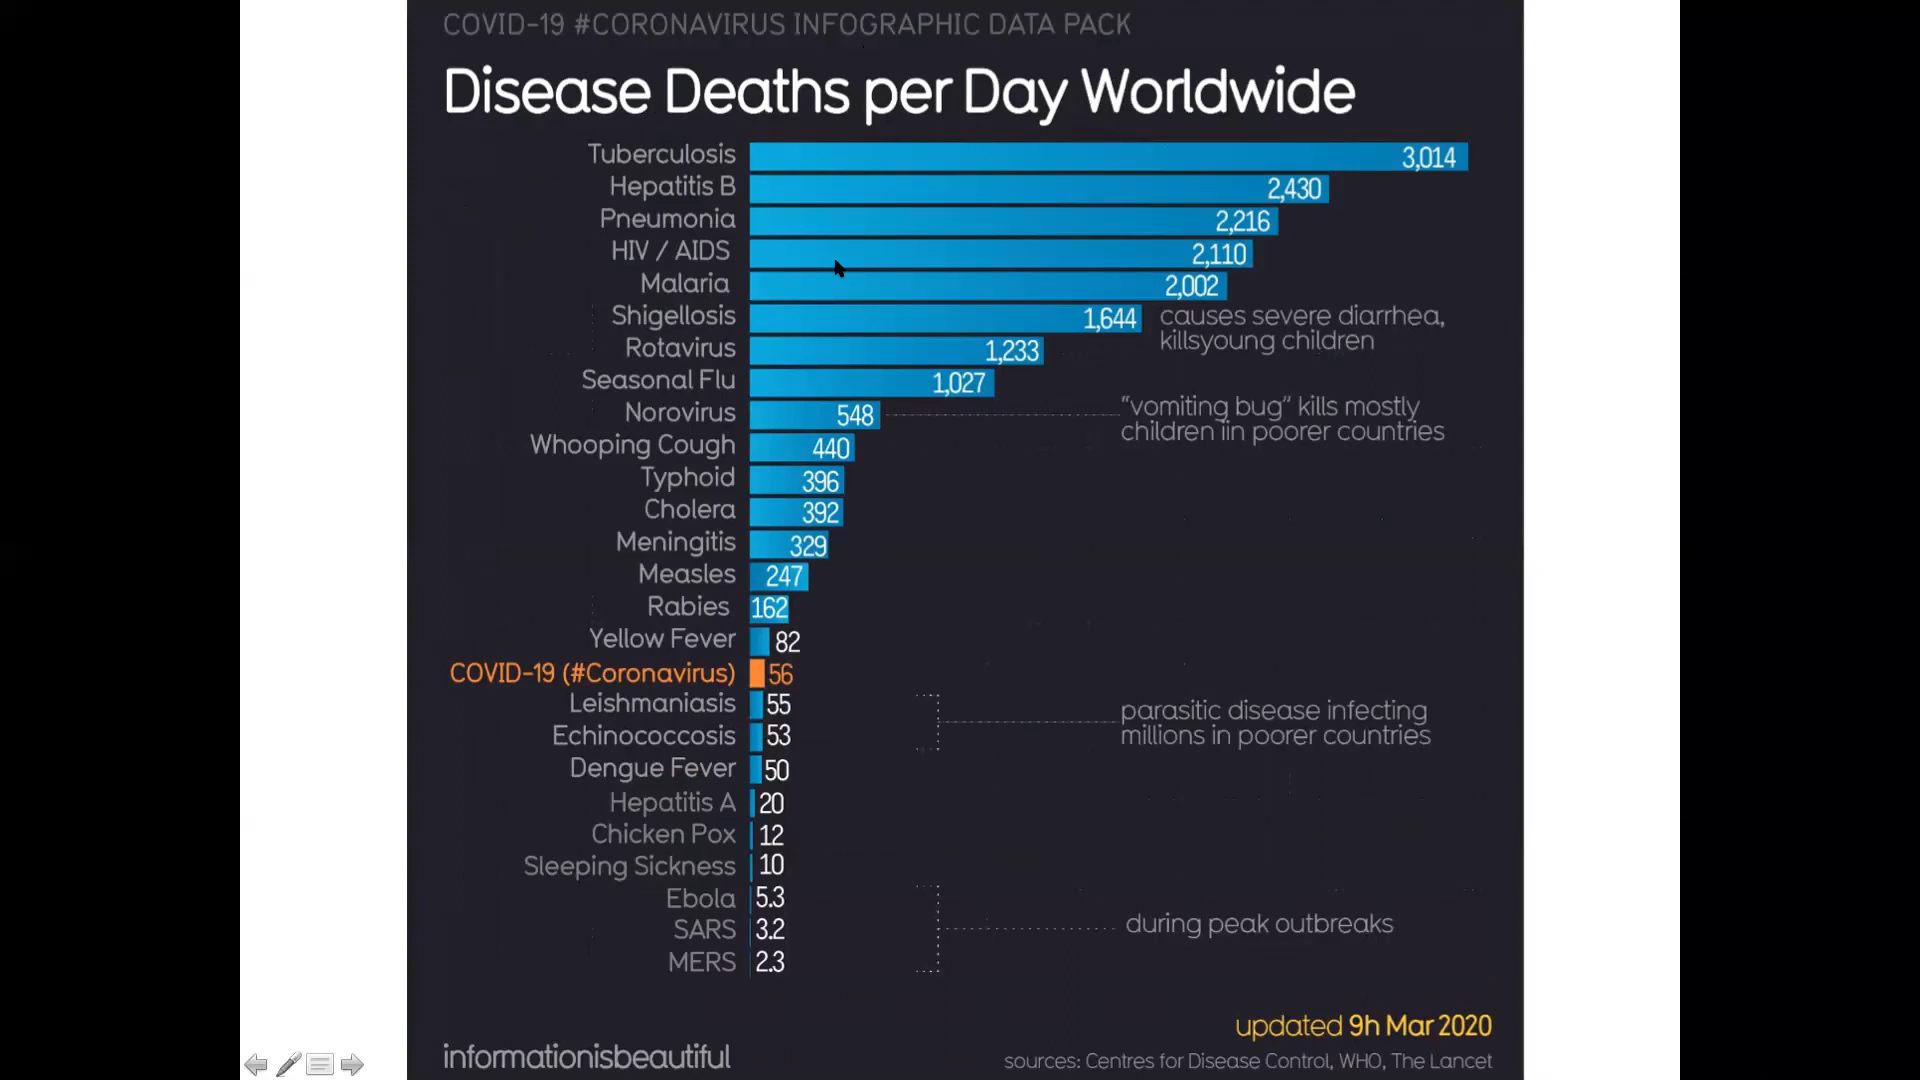 COVID-19 #CORONAVIRUS INFOGRAPHIC DATA PACK
Disease Deaths per Day Worldwide
Tuberculosis 3,014
Hepatitis B 2,430
Pneumonia 2,216
HIV / AIDS 2,110
Malaria 2,002
Shigellosis 1,644 causes severe diarrhea,
killsyoung children
Rotavirus 1,233
Seasonal Flu 1,027
Norovirus 548 "vomiting bug" kills mostly
children iin poorer countries
Whooping Cough 440
Typhoid 396
Cholera 392
Meningitis 329
Measles 247
Rabies 162
Yellow Fever 82
COVID-19 (#Coronavirus) 56
Leishmaniasis 55
parasitic disease infecting
millions in poorer countries
Echinococcosis 53
Dengue Fever 50
Hepatitis A 20
Chicken Pox 12
Sleeping Sickness 10
Ebola 5.3
SARS 3.2 during peak outbreaks
MERS 2.3
updated 9h Mar 2020
informationisbeautiful
sources: Centres for Disease Control, WHO, The Lancet